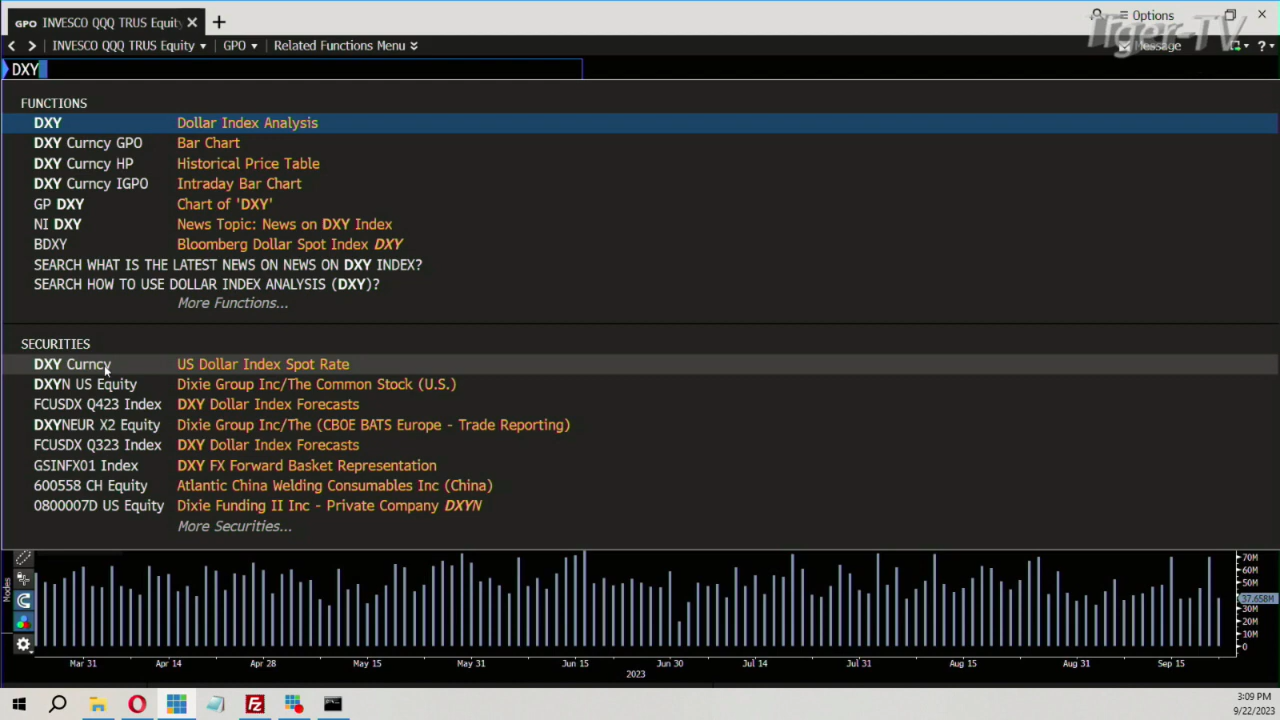 GPO INVESCO QQQ TRUS Equity
Options
Tiger-TV
INVESCO QQQ TRUS Equity GPO Related Functions Menu
Message ?
DXY
FUNCTIONS
DXY Dollar Index Analysis
DXY Curncy GPO Bar Chart
DXY Curncy HP Historical Price Table
DXY Curncy IGPO Intraday Bar Chart
GP DXY Chart of 'DXY'
NI DXY News Topic: News on DXY Index
BDXY Bloomberg Dollar Spot Index DXY
SEARCH WHAT IS THE LATEST NEWS ON NEWS ON DXY INDEX?
SEARCH HOW TO USE DOLLAR INDEX ANALYSIS (DXY)?
More Functions...
SECURITIES
DXY Curncy US Dollar Index Spot Rate
DXYN US Equity Dixie Group Inc/The Common Stock (U.S.)
FCUSDX Q423 Index DXY Dollar Index Forecasts
DXYNEUR X2 Equity Dixie Group Inc/The (CBOE BATS Europe - Trade Reporting)
FCUSDX Q323 Index DXY Dollar Index Forecasts
GSINFX01 Index DXY FX Forward Basket Representation
600558 CH Equity Atlantic China Welding Consumables Inc (China)
0800007D US Equity Dixie Funding II Inc - Private Company DXYN
More Securities...
Modes
70M
60M
50M
37.658M
30M
20M
10M
0
Mar 31 Apr 14 Apr 28 May 15 May 31 Jun 15 Jun 30 Jul 14 Jul 31 Aug 15 Aug 31 Sep 15
2023
3:09 PM
9/22/2023